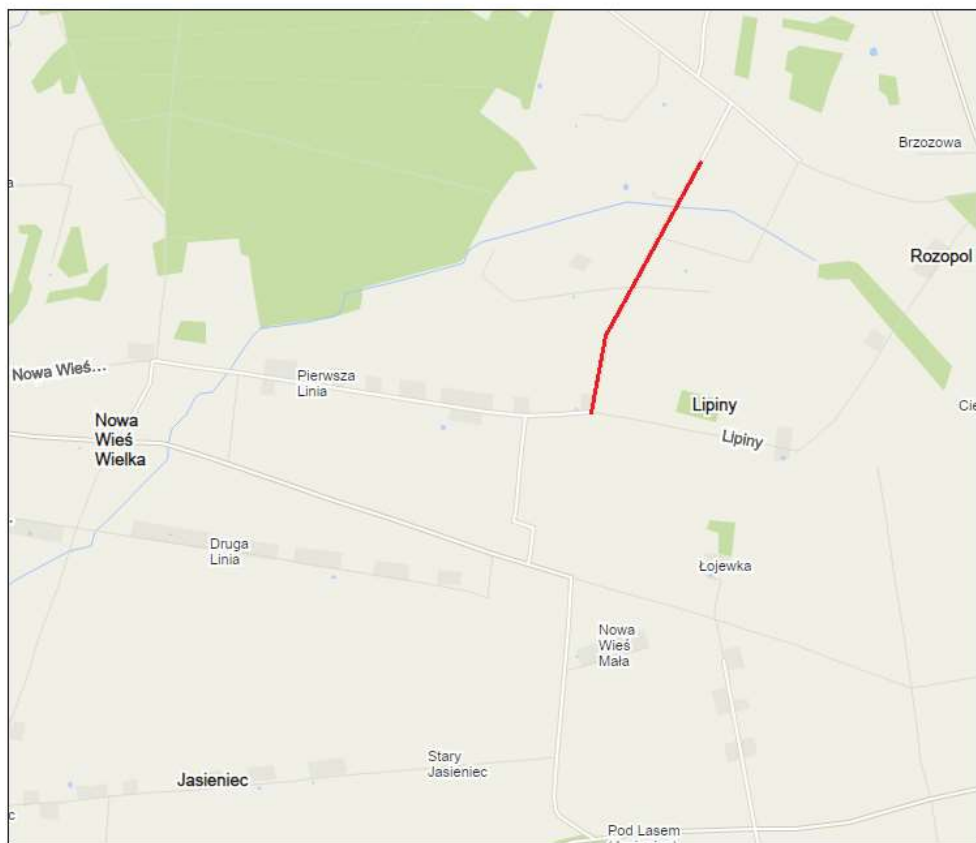 Brzozowa
Rozopol
Nowa Wieś...
Pierwsza
Linia
Lipiny
Nowa
Wieś
Wielka
Lipiny
Druga
Linia
Łojewka
Nowa
Wieś
Mała
Stary
Jasieniec
Jasieniec
Pod Lasem